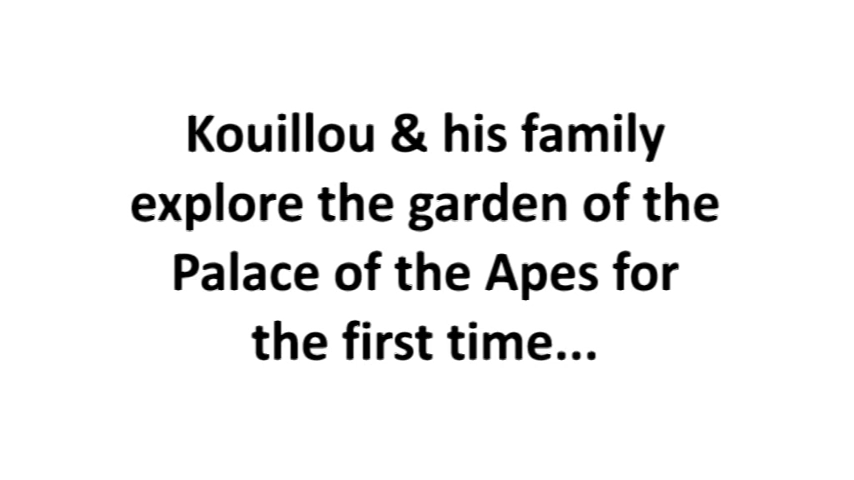 Kouillou & his family
explore the garden of the
Palace of the Apes for
the first time...